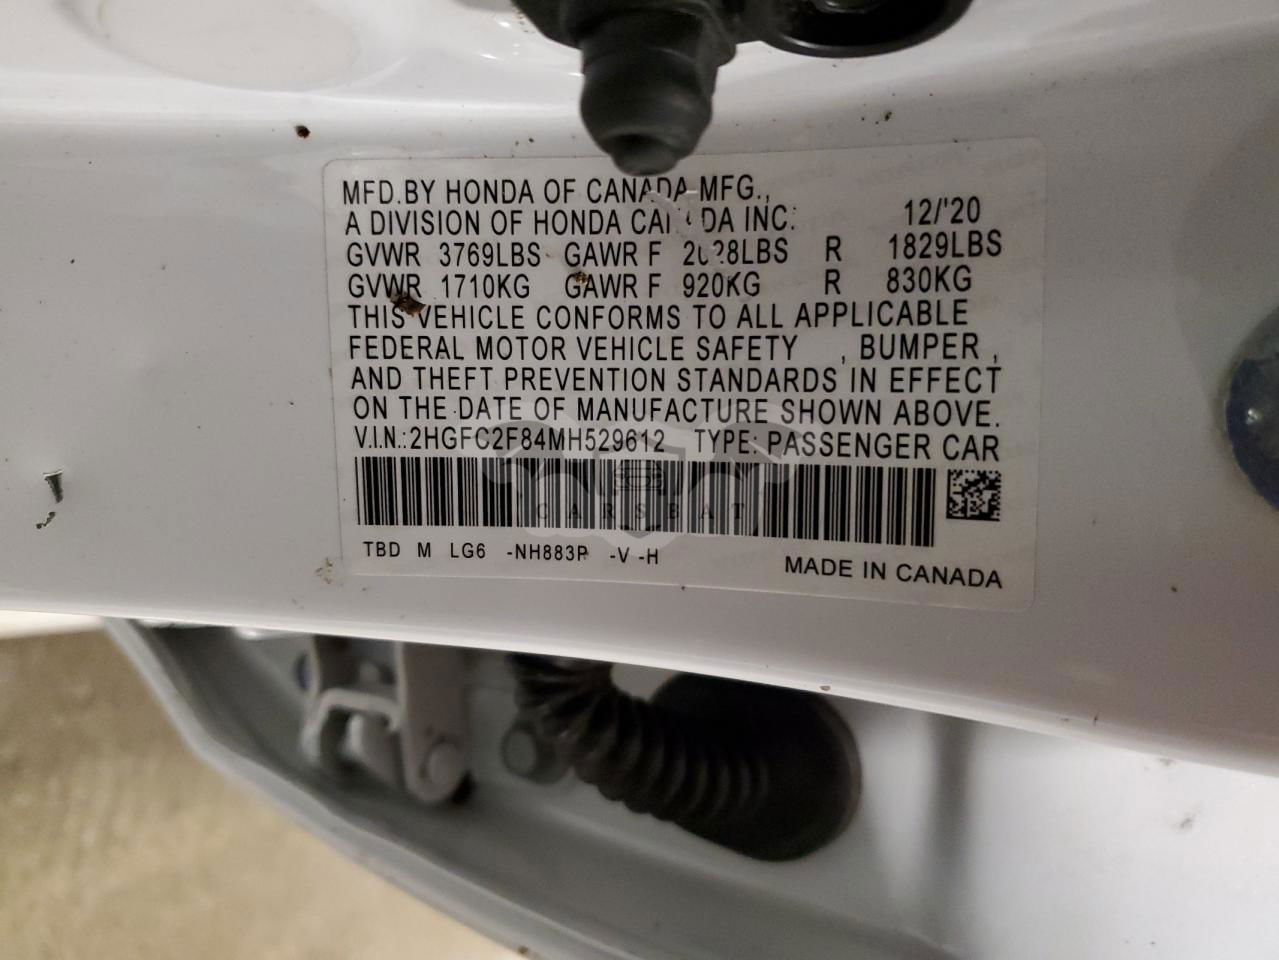 MFD.BY HONDA OF CANADA MFG.,
A DIVISION OF HONDA CANADA INC. 12/'20
GVWR 3769LBS GAWR F 2028LBS R 1829LBS
GVWR 1710KG GAWR F 920KG R 830KG
THIS VEHICLE CONFORMS TO ALL APPLICABLE
FEDERAL MOTOR VEHICLE SAFETY , BUMPER ,
AND THEFT PREVENTION STANDARDS IN EFFECT
ON THE DATE OF MANUFACTURE SHOWN ABOVE.
V.I.N.:2HGFC2F84MH529612 TYPE: PASSENGER CAR
CARSBAT
TBD M LG6 -NH883P -V -H
MADE IN CANADA